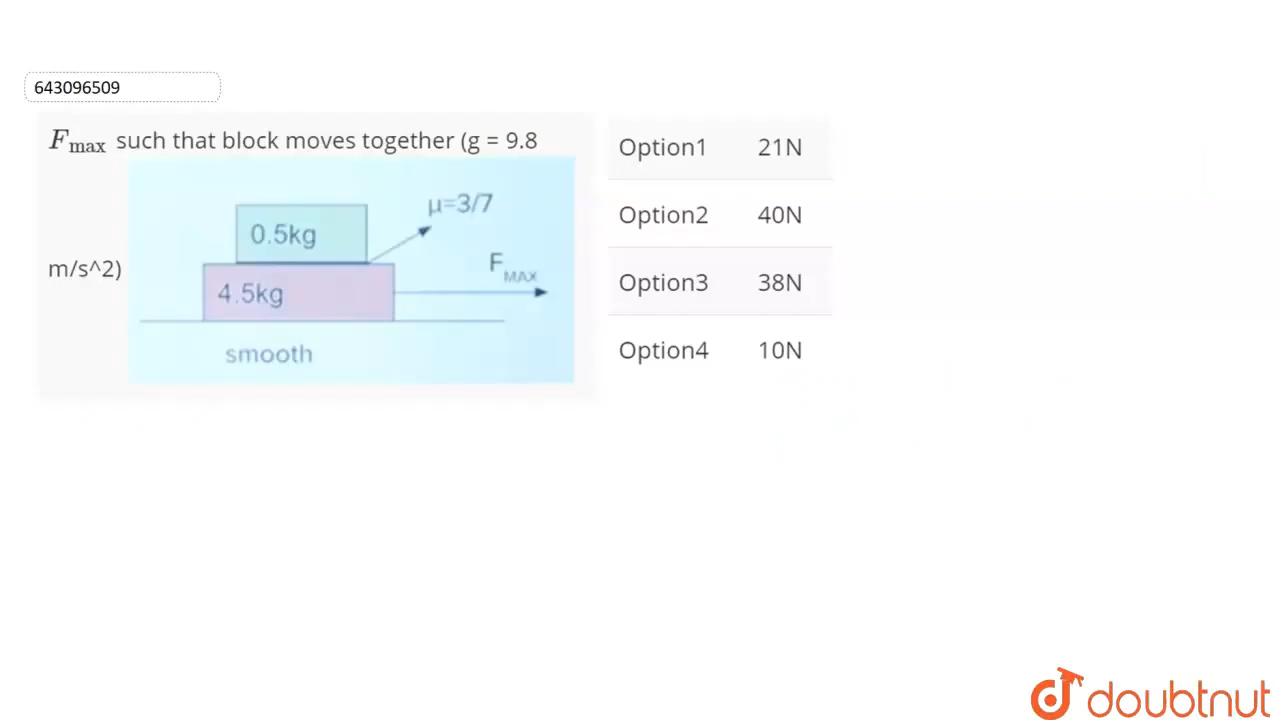 643096509
F_max such that block moves together (g = 9.8
m/s^2)
μ=3/7
0.5kg
F_MAX
4.5kg
smooth
Option1 21N
Option2 40N
Option3 38N
Option4 10N
doubtnut